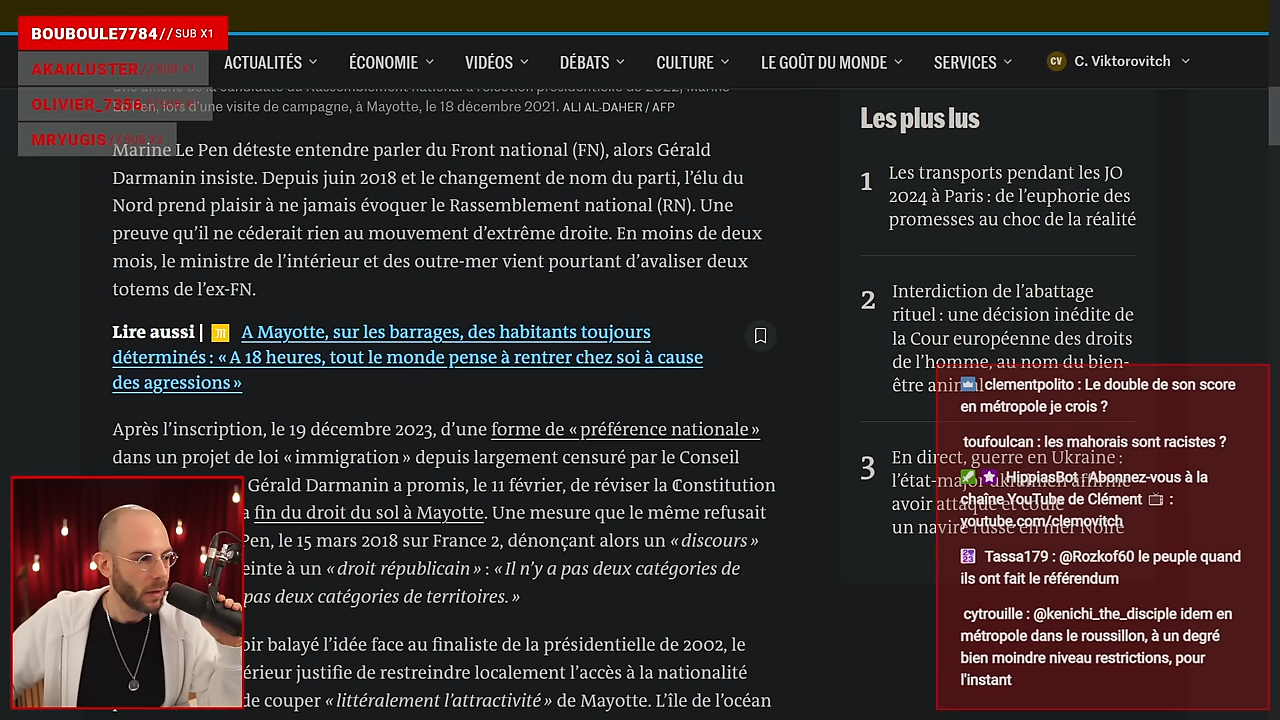 BOUBOULE7784 // SUB X1
AKAKLUSTER // SUB X1
OLIVIER_7356
MRYUGIS // SUB
ACTUALITÉS
ÉCONOMIE
VIDÉOS
DÉBATS
CULTURE
LE GOÛT DU MONDE
SERVICES
CV C. Viktorovitch
Le Pen, lors d'une visite de campagne, à Mayotte, le 18 décembre 2021. ALI AL-DAHER / AFP
Marine Le Pen déteste entendre parler du Front national (FN), alors Gérald
Darmanin insiste. Depuis juin 2018 et le changement de nom du parti, l'élu du
Nord prend plaisir à ne jamais évoquer le Rassemblement national (RN). Une
preuve qu'il ne céderait rien au mouvement d'extrême droite. En moins de deux
mois, le ministre de l'intérieur et des outre-mer vient pourtant d'avaliser deux
totems de l'ex-FN.
Lire aussi | A Mayotte, sur les barrages, des habitants toujours
déterminés : « A 18 heures, tout le monde pense à rentrer chez soi à cause
des agressions »
Après l'inscription, le 19 décembre 2023, d'une forme de « préférence nationale »
dans un projet de loi « immigration » depuis largement censuré par le Conseil
Gérald Darmanin a promis, le 11 février, de réviser la Constitution
a fin du droit du sol à Mayotte. Une mesure que le même refusait
Pen, le 15 mars 2018 sur France 2, dénonçant alors un « discours »
einte à un « droit républicain » : « Il n'y a pas deux catégories de
pas deux catégories de territoires. »
oir balayé l'idée face au finaliste de la présidentielle de 2002, le
érieur justifie de restreindre localement l'accès à la nationalité
de couper « littéralement l'attractivité » de Mayotte. L'île de l'océan
Les plus lus
1 Les transports pendant les JO
2024 à Paris : de l'euphorie des
promesses au choc de la réalité
2 Interdiction de l'abattage
rituel : une décision inédite de
la Cour européenne des droits
de l'homme, au nom du bien-
être animal
3 En direct, guerre en Ukraine :
l'état-major ukrainien affirme
avoir attaqué et coulé
un navire russe en mer Noire
clementpolito : Le double de son score
en métropole je crois ?
toufoulcan : les mahorais sont racistes ?
HippiasBot : Abonnez-vous à la
chaîne YouTube de Clément 📺 :
youtube.com/clemovitch
Tassa179 : @Rozkof60 le peuple quand
ils ont fait le référendum
cytrouille : @kenichi_the_disciple idem en
métropole dans le roussillon, à un degré
bien moindre niveau restrictions, pour
l'instant